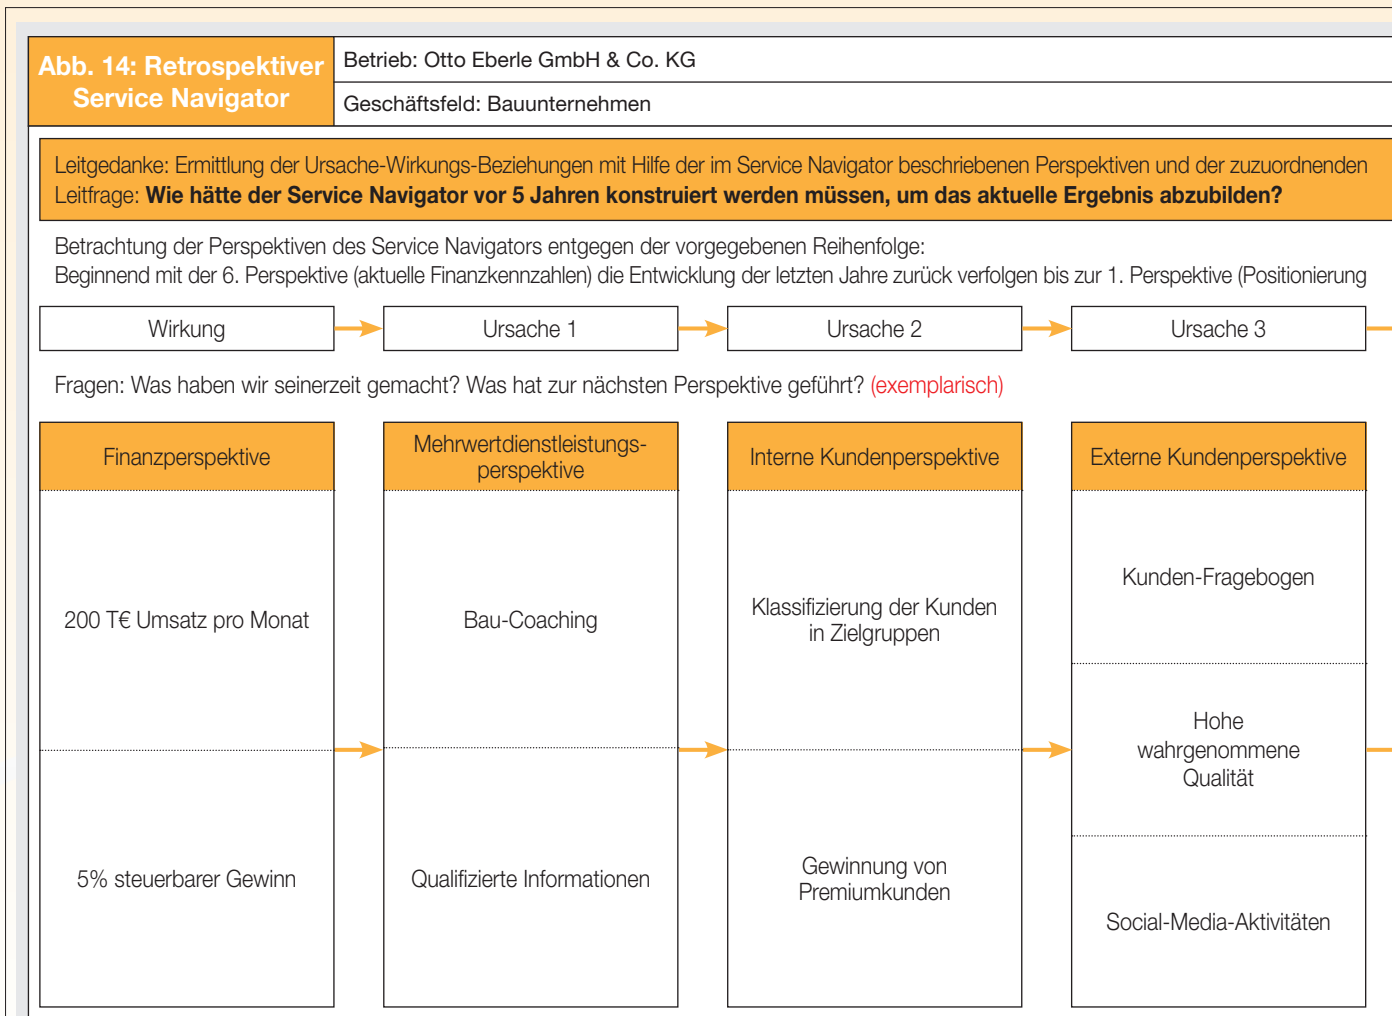 Abb. 14: Retrospektiver
Service Navigator
Betrieb: Otto Eberle GmbH & Co. KG
Geschäftsfeld: Bauunternehmen
Leitgedanke: Ermittlung der Ursache-Wirkungs-Beziehungen mit Hilfe der im Service Navigator beschriebenen Perspektiven und der zuzuordnenden
Leitfrage: Wie hätte der Service Navigator vor 5 Jahren konstruiert werden müssen, um das aktuelle Ergebnis abzubilden?
Betrachtung der Perspektiven des Service Navigators entgegen der vorgegebenen Reihenfolge:
Beginnend mit der 6. Perspektive (aktuelle Finanzkennzahlen) die Entwicklung der letzten Jahre zurück verfolgen bis zur 1. Perspektive (Positionierung
Wirkung
Ursache 1
Ursache 2
Ursache 3
Fragen: Was haben wir seinerzeit gemacht? Was hat zur nächsten Perspektive geführt? (exemplarisch)
Finanzperspektive
200 T€ Umsatz pro Monat
5% steuerbarer Gewinn
Mehrwertdienstleistungs-
perspektive
Bau-Coaching
Qualifizierte Informationen
Interne Kundenperspektive
Klassifizierung der Kunden
in Zielgruppen
Gewinnung von
Premiumkunden
Externe Kundenperspektive
Kunden-Fragebogen
Hohe
wahrgenommene
Qualität
Social-Media-Aktivitäten